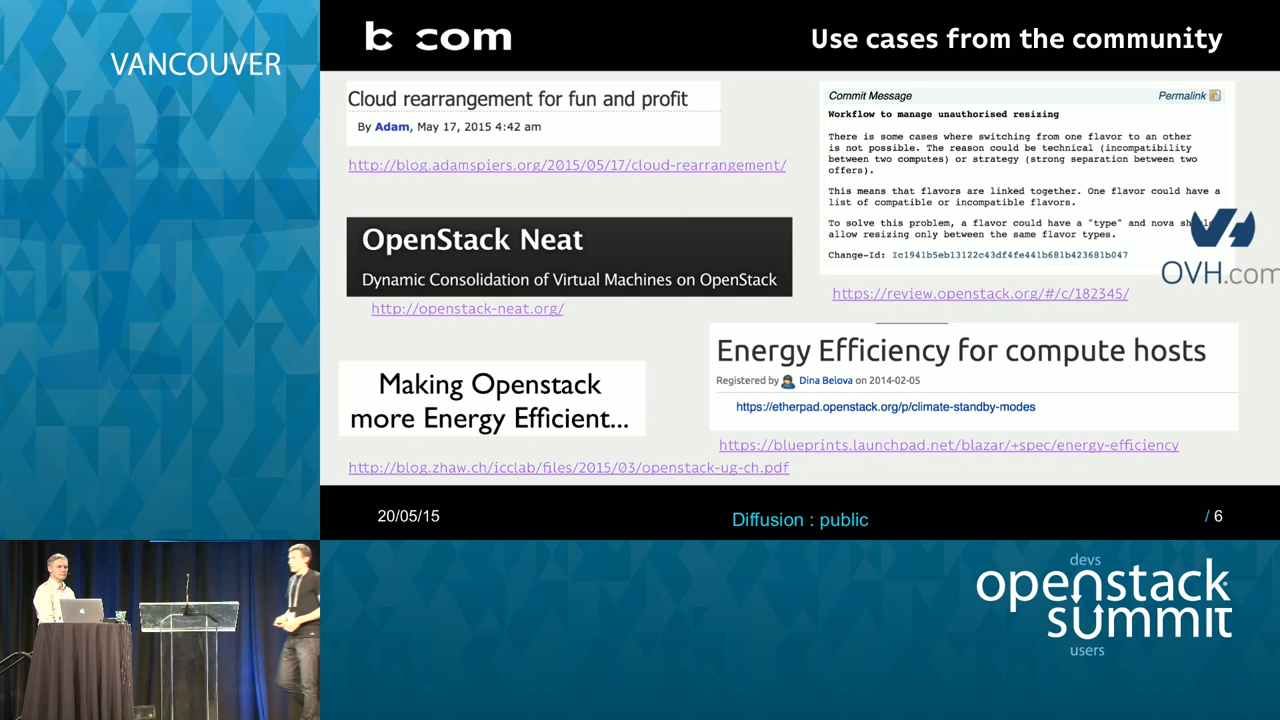 VANCOUVER
b com
Use cases from the community
Cloud rearrangement for fun and profit
By Adam, May 17, 2015 4:42 am
http://blog.adamspiers.org/2015/05/17/cloud-rearrangement/
OpenStack Neat
Dynamic Consolidation of Virtual Machines on OpenStack
http://openstack-neat.org/
Making Openstack
more Energy Efficient...
http://blog.zhaw.ch/icclab/files/2015/03/openstack-ug-ch.pdf
Commit Message
Permalink
Workflow to manage unauthorised resizing
There is some cases where switching from one flavor to an other
is not possible. The reason could be technical (incompatibility
between two computes) or strategy (strong separation between two
offers).
This means that flavors are linked together. One flavor could have a
list of compatible or incompatible flavors.
To solve this problem, a flavor could have a "type" and nova
allow resizing only between the same flavor types.
Change-Id: Ic1941b5eb13122c43df4fe441b681b423681b047
OVH.com
https://review.openstack.org/#/c/182345/
Energy Efficiency for compute hosts
Registered by Dina Belova on 2014-02-05
https://etherpad.openstack.org/p/climate-standby-modes
https://blueprints.launchpad.net/blazar/+spec/energy-efficiency
20/05/15
Diffusion : public
/ 6
devs
openstack
summit
users